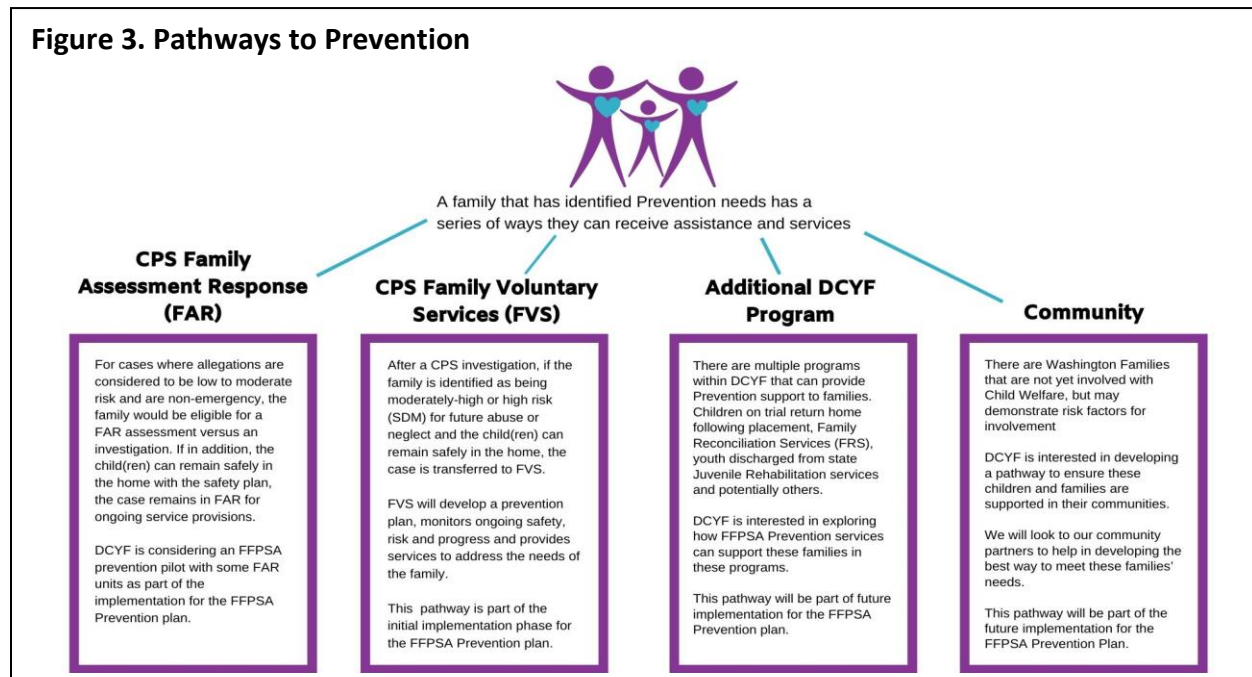 Figure 3. Pathways to Prevention
A family that has identified Prevention needs has a
series of ways they can receive assistance and services
CPS Family
Assessment Response
(FAR)
For cases where allegations are
considered to be low to moderate
risk and are non-emergency, the
family would be eligible for a
FAR assessment versus an
investigation. If in addition, the
child(ren) can remain safely in
the home with the safety plan,
the case remains in FAR for
ongoing service provisions.
DCYF is considering an FFPSA
prevention pilot with some FAR
units as part of the
implementation for the FFPSA
Prevention plan.
CPS Family Voluntary
Services (FVS)
After a CPS investigation, if the
family is identified as being
moderately-high or high risk
(SDM) for future abuse or
neglect and the child(ren) can
remain safely in the home, the
case is transferred to FVS.
FVS will develop a prevention
plan, monitors ongoing safety,
risk and progress and provides
services to address the needs of
the family.
This pathway is part of the
initial implementation phase for
the FFPSA Prevention plan.
Additional DCYF
Program
There are multiple programs
within DCYF that can provide
Prevention support to families.
Children on trial return home
following placement, Family
Reconciliation Services (FRS),
youth discharged from state
Juvenile Rehabilitation services
and potentially others.
DCYF is interested in exploring
how FFPSA Prevention services
can support these families in
these programs.
This pathway will be part of future
implementation for the FFPSA
Prevention plan.
Community
There are Washington Families
that are not yet involved with
Child Welfare, but may
demonstrate risk factors for
involvement
DCYF is interested in developing
a pathway to ensure these
children and families are
supported in their communities.
We will look to our community
partners to help in developing the
best way to meet these families'
needs.
This pathway will be part of the
future implementation for the
FFPSA Prevention Plan.